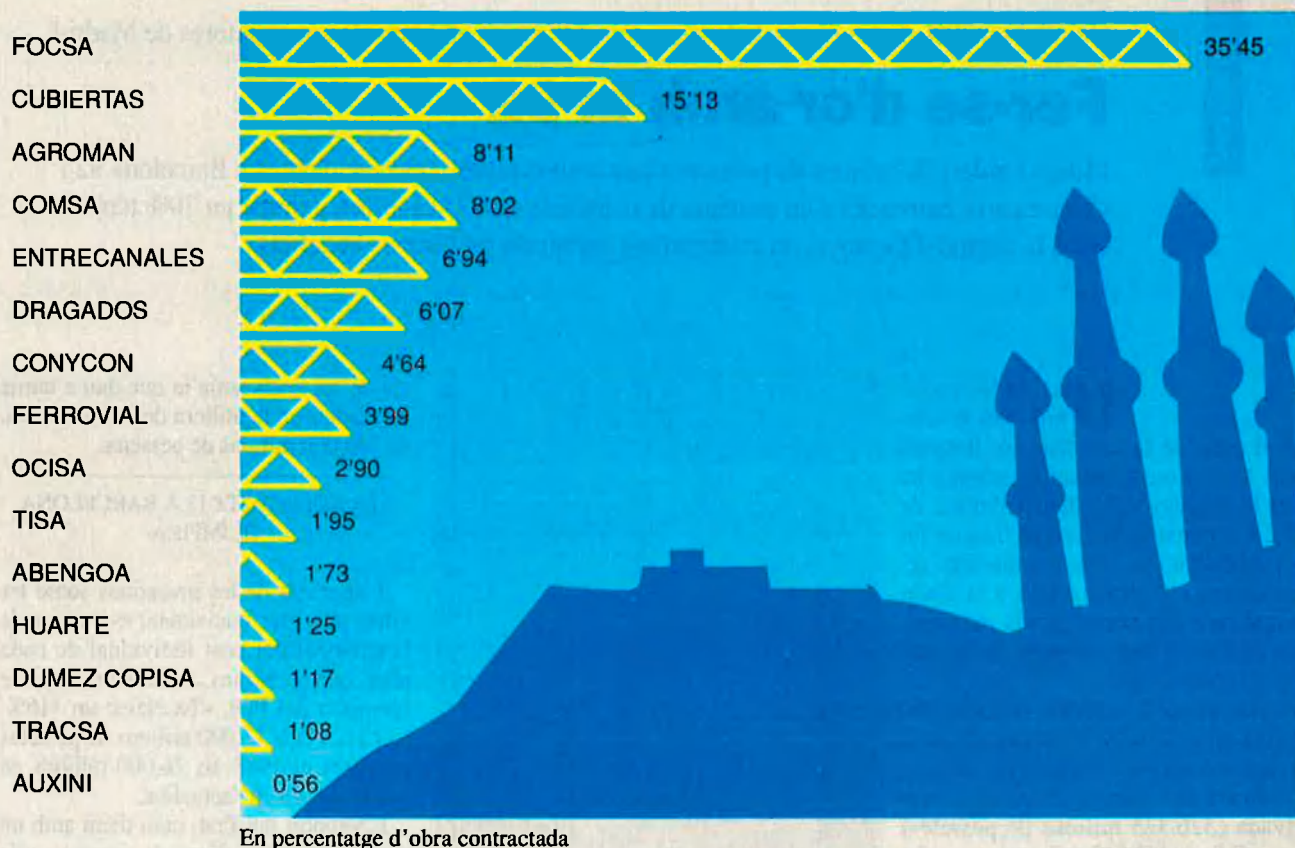 FOCSA 35'45
CUBIERTAS 15'13
AGROMAN 8'11
COMSA 8'02
ENTRECANALES 6'94
DRAGADOS 6'07
CONYCON 4'64
FERROVIAL 3'99
OCISA 2'90
TISA 1'95
ABENGOA 1'73
HUARTE 1'25
DUMEZ COPISA 1'17
TRACSA 1'08
AUXINI 0'56
En percentatge d'obra contractada